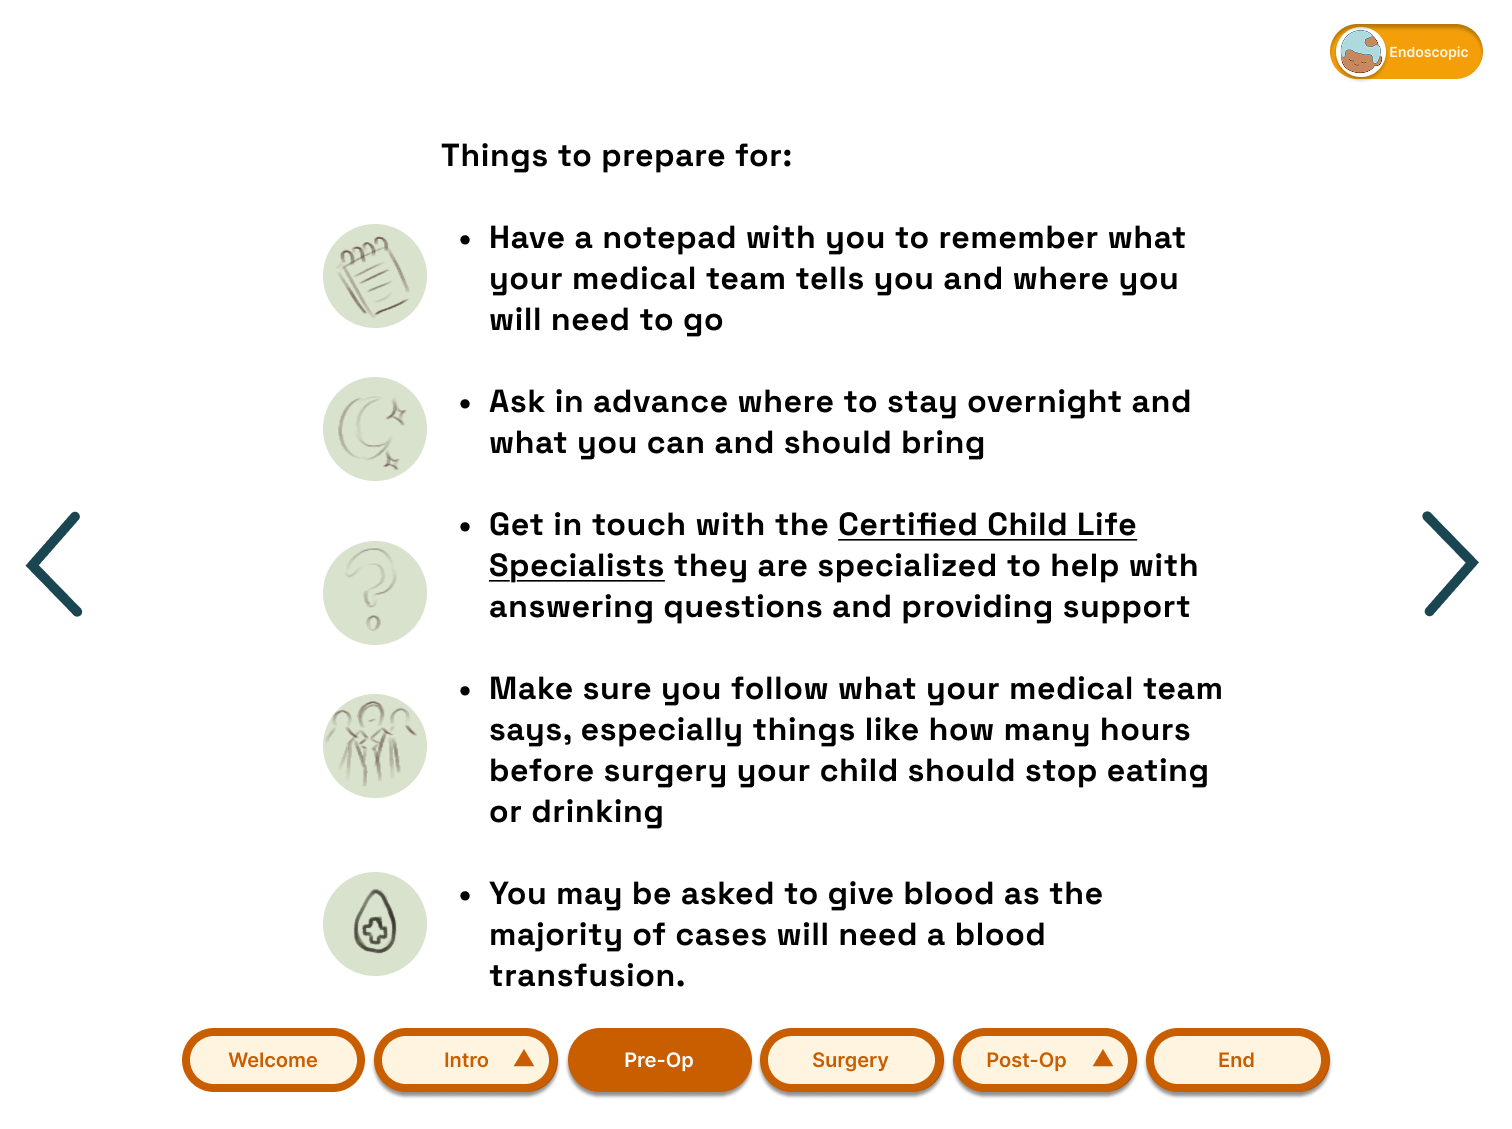 Endoscopic
Things to prepare for:
• Have a notepad with you to remember what
your medical team tells you and where you
will need to go
• Ask in advance where to stay overnight and
what you can and should bring
• Get in touch with the Certified Child Life
Specialists they are specialized to help with
answering questions and providing support
• Make sure you follow what your medical team
says, especially things like how many hours
before surgery your child should stop eating
or drinking
• You may be asked to give blood as the
majority of cases will need a blood
transfusion.
Welcome
Intro
Pre-Op
Surgery
Post-Op
End